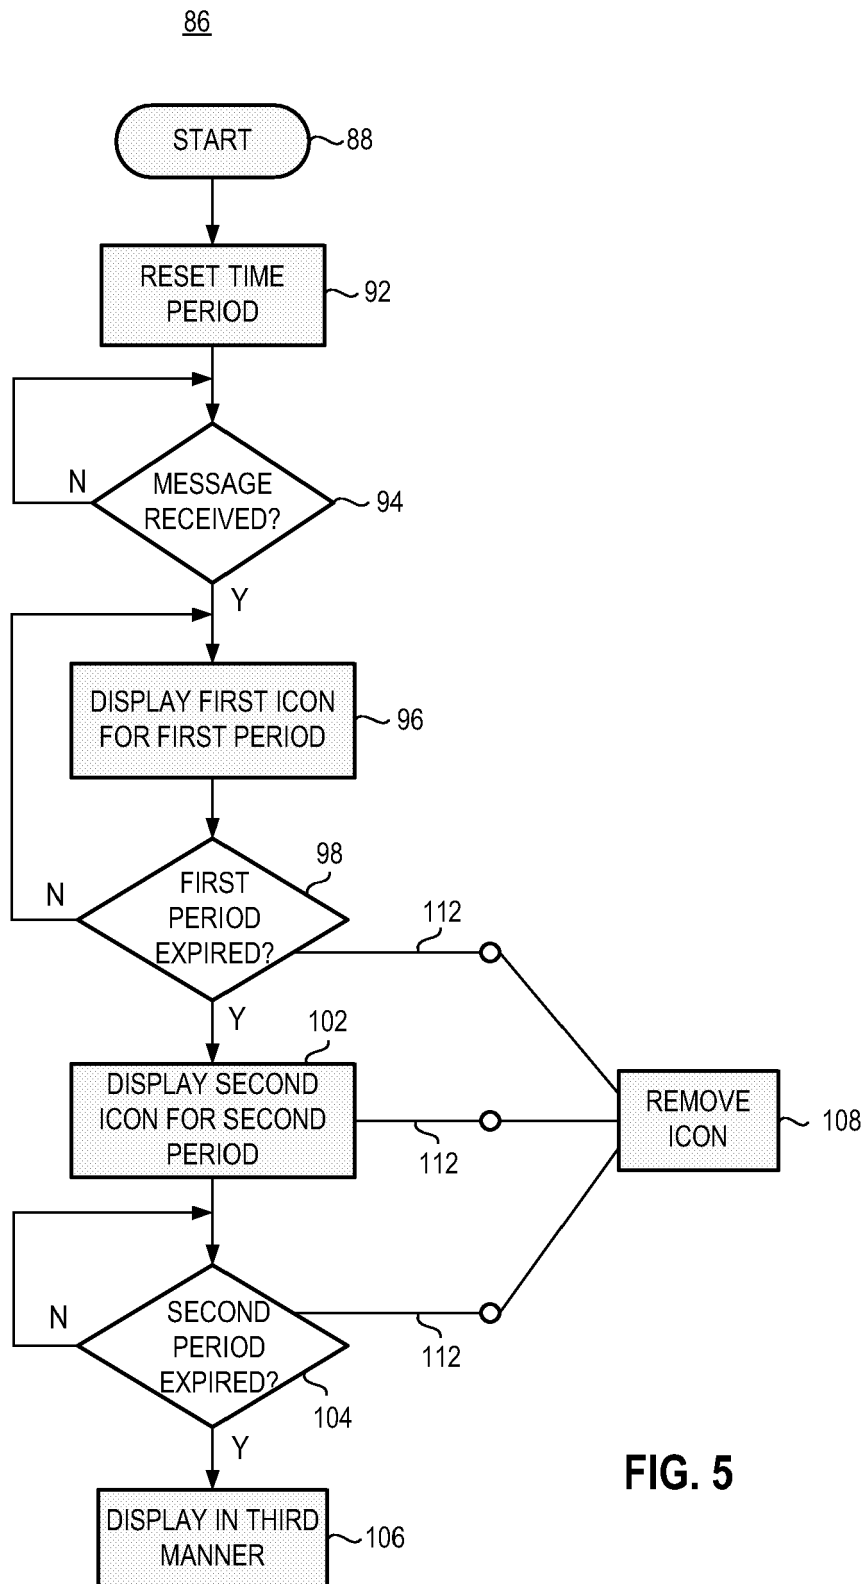 86
START
88
RESET TIME
PERIOD
92
MESSAGE
RECEIVED?
94
N
Y
DISPLAY FIRST ICON
FOR FIRST PERIOD
96
FIRST
PERIOD
EXPIRED?
98
N
Y
112
DISPLAY SECOND
ICON FOR SECOND
PERIOD
102
112
REMOVE
ICON
108
SECOND
PERIOD
EXPIRED?
104
N
Y
112
DISPLAY IN THIRD
MANNER
106
FIG. 5